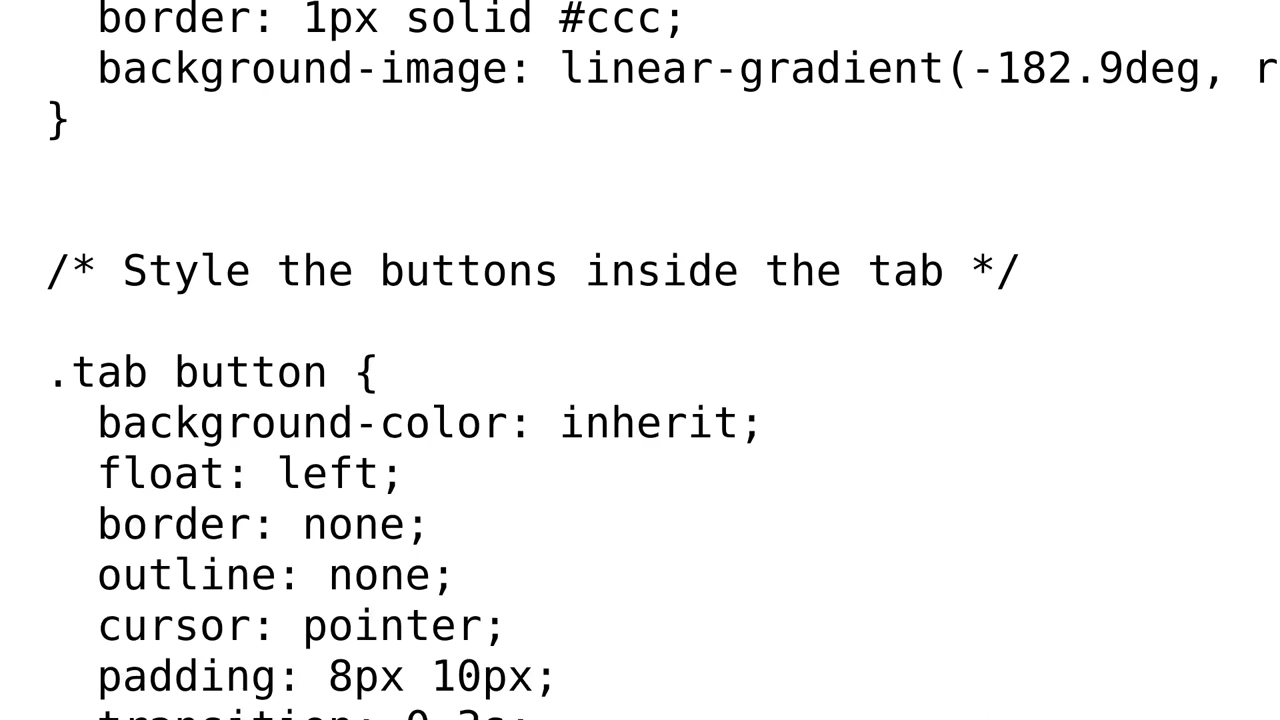 border: 1px solid #ccc;
background-image: linear-gradient(-182.9deg, r
}
/* Style the buttons inside the tab */
.tab button {
background-color: inherit;
float: left;
border: none;
outline: none;
cursor: pointer;
padding: 8px 10px;